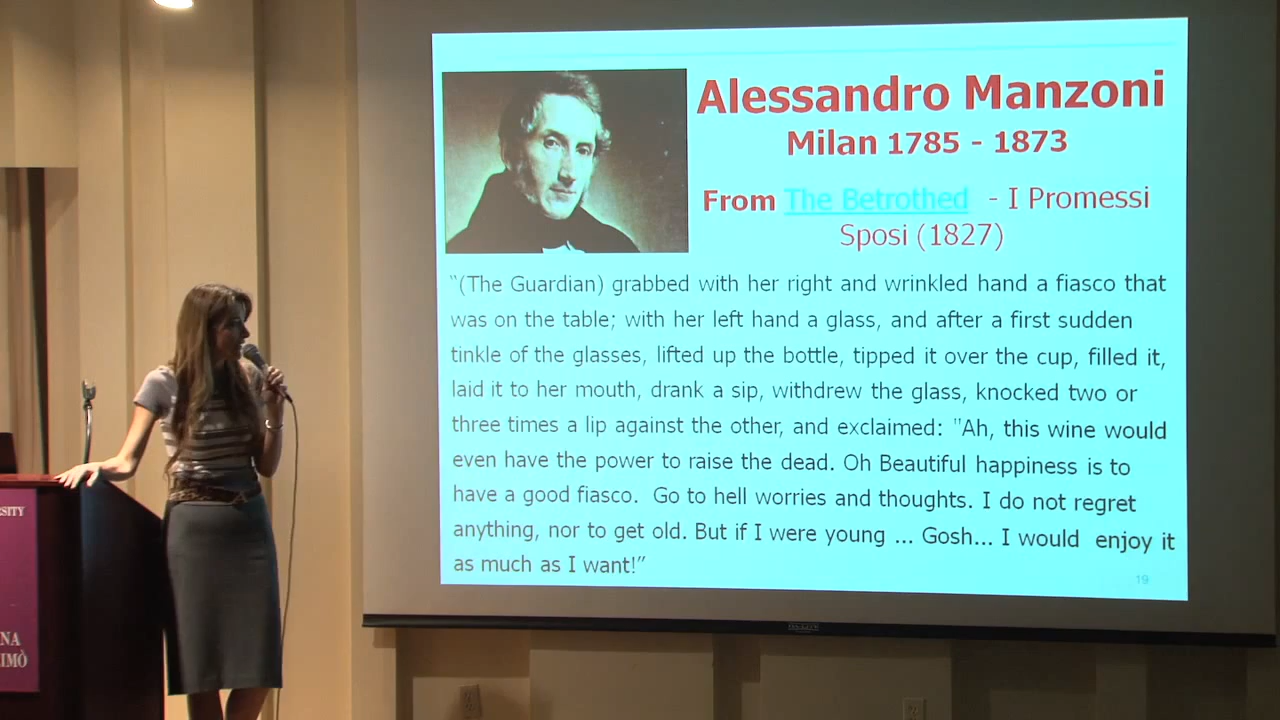 Alessandro Manzoni
Milan 1785 - 1873
From The Betrothed - I Promessi
Sposi (1827)
“(The Guardian) grabbed with her right and wrinkled hand a fiasco that
was on the table; with her left hand a glass, and after a first sudden
tinkle of the glasses, lifted up the bottle, tipped it over the cup, filled it,
laid it to her mouth, drank a sip, withdrew the glass, knocked two or
three times a lip against the other, and exclaimed: "Ah, this wine would
even have the power to raise the dead. Oh Beautiful happiness is to
have a good fiasco. Go to hell worries and thoughts. I do not regret
anything, nor to get old. But if I were young ... Gosh... I would enjoy it
as much as I want!”
19
RSITY
NA
IMÒ